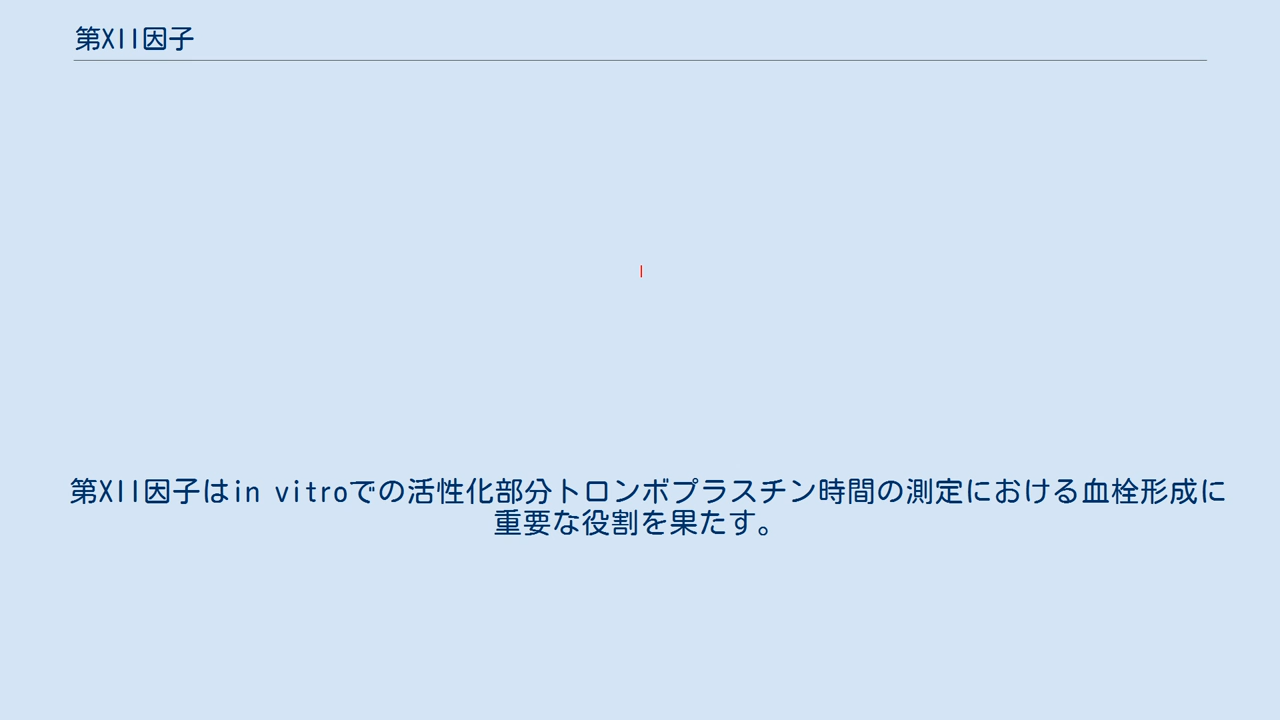 第XII因子
第XII因子はin vitroでの活性化部分トロンボプラスチン時間の測定における血栓形成に
重要な役割を果たす。